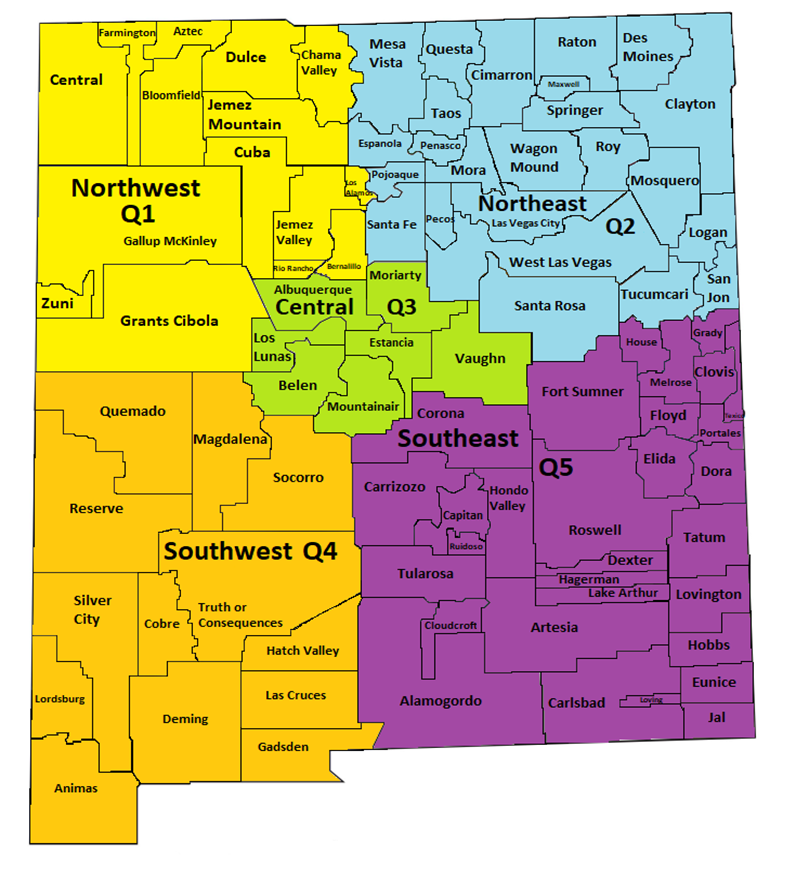 Farmington
Aztec
Central
Dulce
Chama
Valley
Bloomfield
Jemez
Mountain
Cuba
Northwest
Q1
Gallup McKinley
Los
Alamos
Jemez
Valley
Rio Rancho
Bernalillo
Zuni
Grants Cibola
Mesa
Vista
Questa
Cimarron
Raton
Des
Moines
Maxwell
Taos
Springer
Clayton
Espanola
Penasco
Wagon
Mound
Roy
Mora
Mosquero
Pojoaque
Northeast
Q2
Santa Fe
Pecos
Las Vegas City
Logan
West Las Vegas
Santa Rosa
Tucumcari
San
Jon
Moriarty
Albuquerque
Central
Q3
Los
Lunas
Estancia
Vaughn
Belen
Mountainair
Quemado
Magdalena
Socorro
Reserve
Southwest Q4
Silver
City
Cobre
Truth or
Consequences
Hatch Valley
Lordsburg
Las Cruces
Deming
Gadsden
Animas
House
Grady
Clovis
Melrose
Fort Sumner
Floyd
Texico
Portales
Corona
Southeast
Q5
Elida
Dora
Carrizozo
Hondo
Valley
Capitan
Ruidoso
Roswell
Tatum
Dexter
Hagerman
Lake Arthur
Tularosa
Lovington
Cloudcroft
Artesia
Hobbs
Eunice
Alamogordo
Carlsbad
Loving
Jal